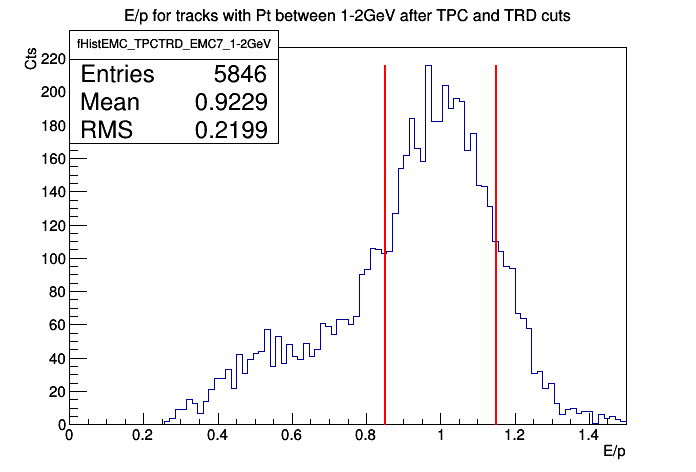 E/p for tracks with Pt between 1-2GeV after TPC and TRD cuts
Cts
fHistEMC_TPCTRD_EMC7_1-2GeV
Entries 5846
Mean 0.9229
RMS 0.2199
220
200
180
160
140
120
100
80
60
40
20
0
0 0.2 0.4 0.6 0.8 1 1.2 1.4
E/p